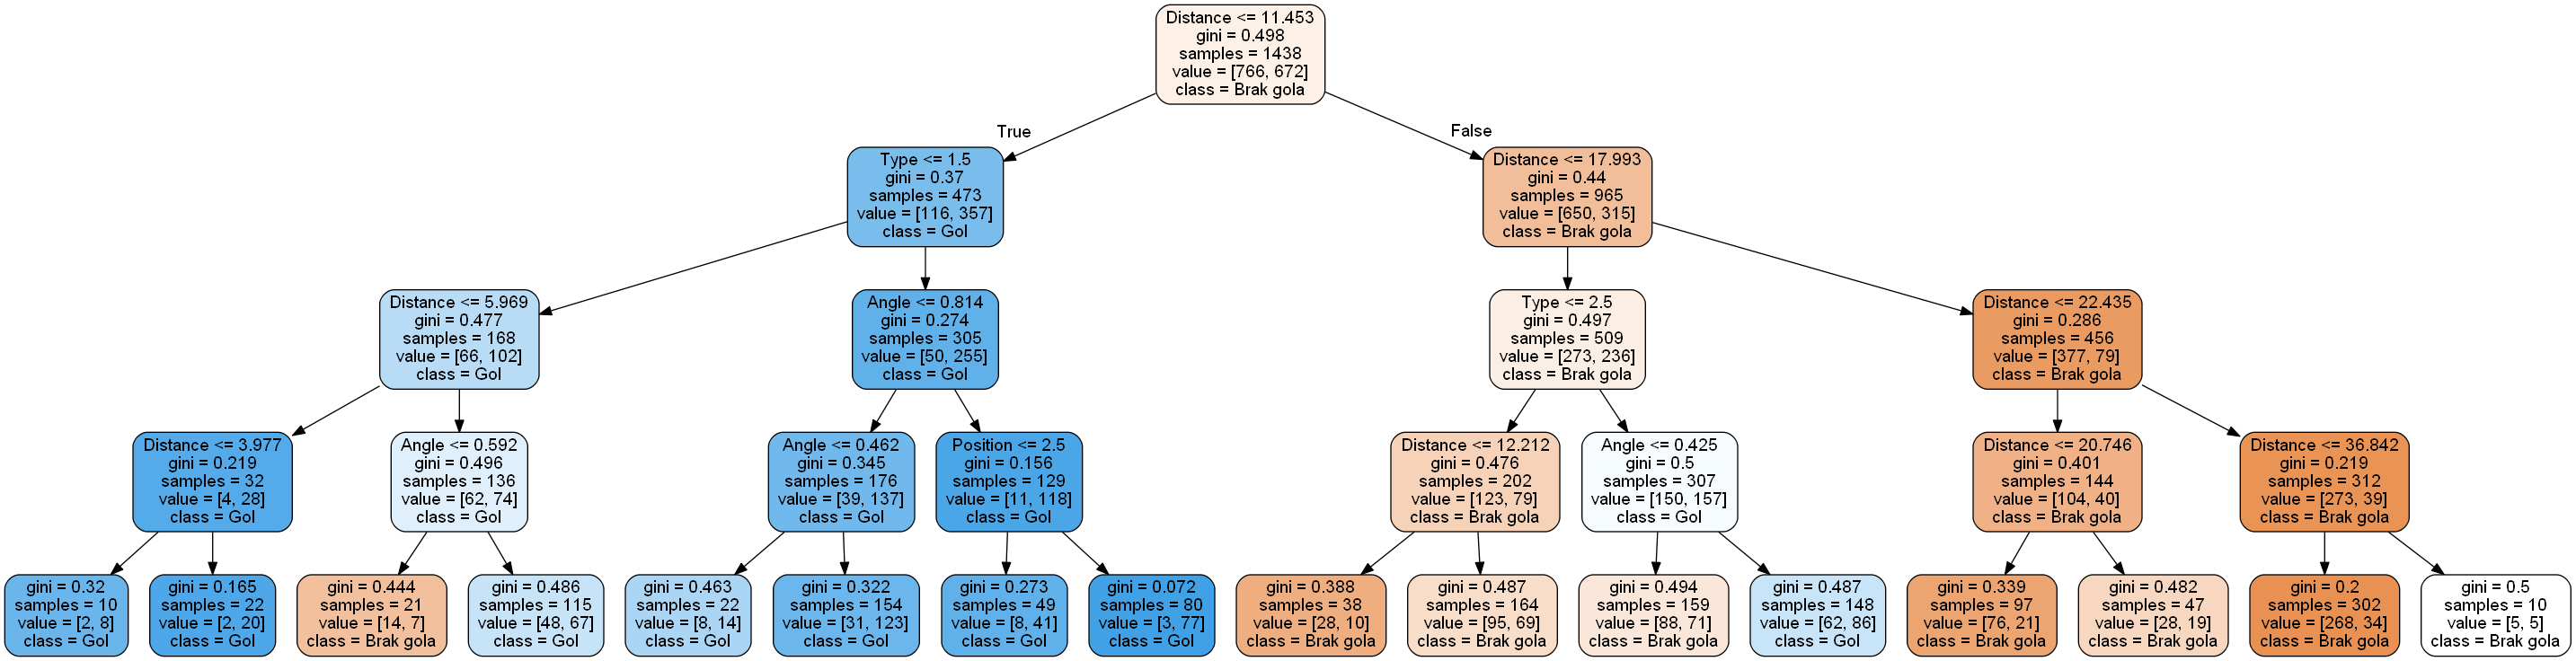 Distance <= 11.453
gini = 0.498
samples = 1438
value = [766, 672]
class = Brak gola
True
False
Type <= 1.5
gini = 0.37
samples = 473
value = [116, 357]
class = Gol
Distance <= 17.993
gini = 0.44
samples = 965
value = [650, 315]
class = Brak gola
Distance <= 5.969
gini = 0.477
samples = 168
value = [66, 102]
class = Gol
Angle <= 0.814
gini = 0.274
samples = 305
value = [50, 255]
class = Gol
Type <= 2.5
gini = 0.497
samples = 509
value = [273, 236]
class = Brak gola
Distance <= 22.435
gini = 0.286
samples = 456
value = [377, 79]
class = Brak gola
Distance <= 3.977
gini = 0.219
samples = 32
value = [4, 28]
class = Gol
Angle <= 0.592
gini = 0.496
samples = 136
value = [62, 74]
class = Gol
Angle <= 0.462
gini = 0.345
samples = 176
value = [39, 137]
class = Gol
Position <= 2.5
gini = 0.156
samples = 129
value = [11, 118]
class = Gol
Distance <= 12.212
gini = 0.476
samples = 202
value = [123, 79]
class = Brak gola
Angle <= 0.425
gini = 0.5
samples = 307
value = [150, 157]
class = Gol
Distance <= 20.746
gini = 0.401
samples = 144
value = [104, 40]
class = Brak gola
Distance <= 36.842
gini = 0.219
samples = 312
value = [273, 39]
class = Brak gola
gini = 0.32
samples = 10
value = [2, 8]
class = Gol
gini = 0.165
samples = 22
value = [2, 20]
class = Gol
gini = 0.444
samples = 21
value = [14, 7]
class = Brak gola
gini = 0.486
samples = 115
value = [48, 67]
class = Gol
gini = 0.463
samples = 22
value = [8, 14]
class = Gol
gini = 0.322
samples = 154
value = [31, 123]
class = Gol
gini = 0.273
samples = 49
value = [8, 41]
class = Gol
gini = 0.072
samples = 80
value = [3, 77]
class = Gol
gini = 0.388
samples = 38
value = [28, 10]
class = Brak gola
gini = 0.487
samples = 164
value = [95, 69]
class = Brak gola
gini = 0.494
samples = 159
value = [88, 71]
class = Brak gola
gini = 0.487
samples = 148
value = [62, 86]
class = Gol
gini = 0.339
samples = 97
value = [76, 21]
class = Brak gola
gini = 0.482
samples = 47
value = [28, 19]
class = Brak gola
gini = 0.2
samples = 302
value = [268, 34]
class = Brak gola
gini = 0.5
samples = 10
value = [5, 5]
class = Brak gola